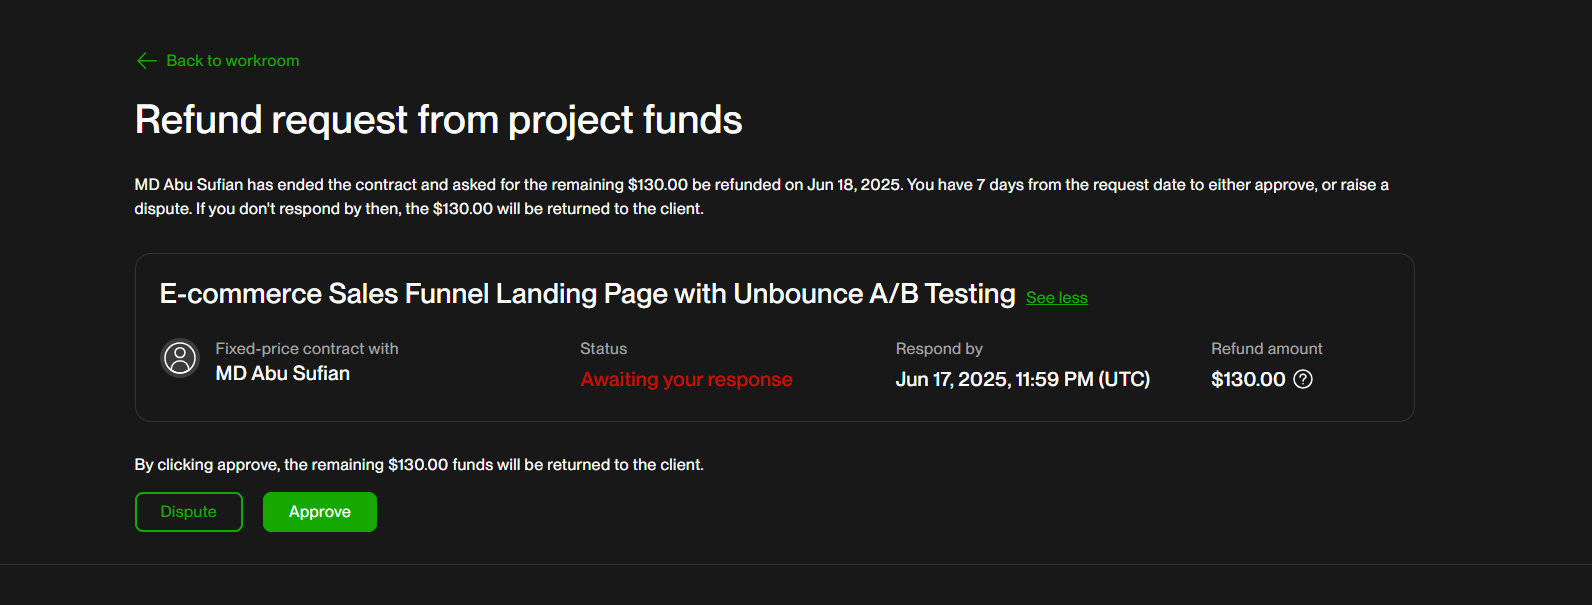 Back to workroom
Refund request from project funds
MD Abu Sufian has ended the contract and asked for the remaining $130.00 be refunded on Jun 18, 2025. You have 7 days from the request date to either approve, or raise a
dispute. If you don't respond by then, the $130.00 will be returned to the client.
E-commerce Sales Funnel Landing Page with Unbounce A/B Testing See less
Fixed-price contract with
MD Abu Sufian
Status
Awaiting your response
Respond by
Jun 17, 2025, 11:59 PM (UTC)
Refund amount
$130.00
By clicking approve, the remaining $130.00 funds will be returned to the client.
Dispute
Approve